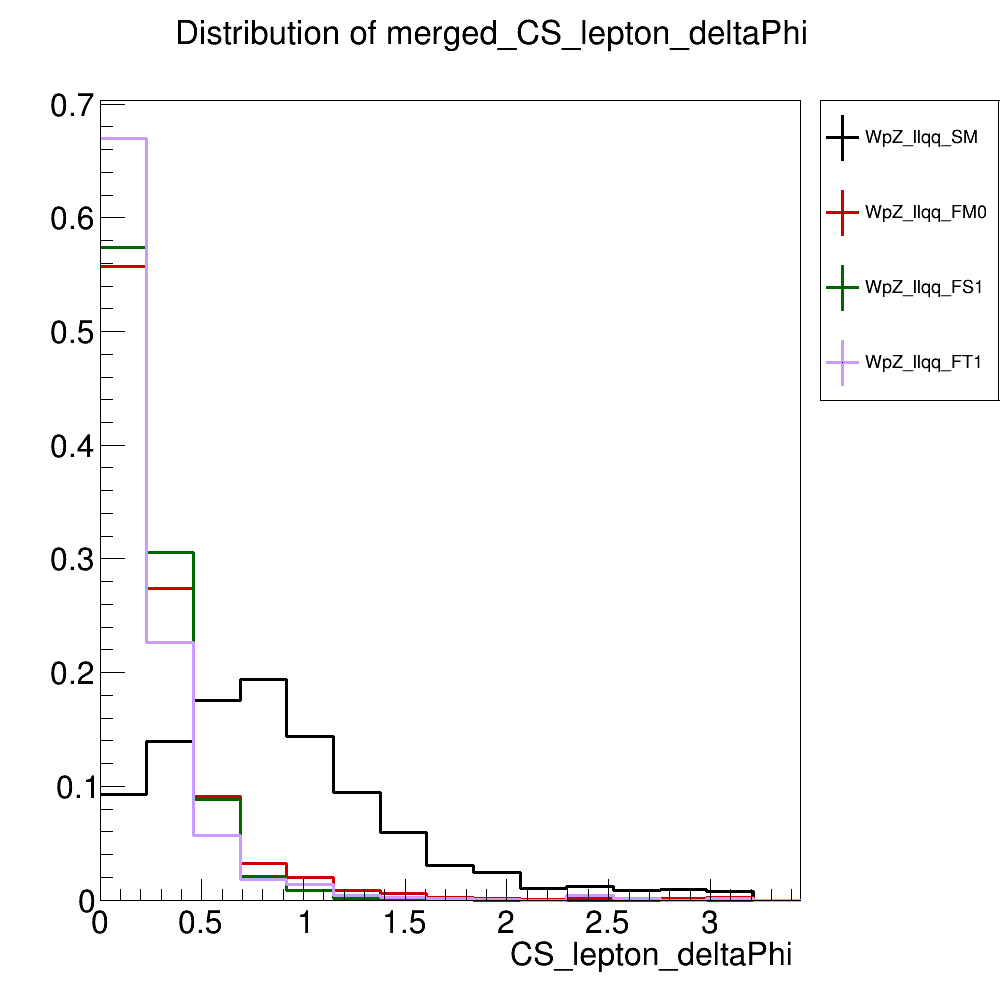 Distribution of merged_CS_lepton_deltaPhi
0.7
0.6
0.5
0.4
0.3
0.2
0.1
0
0 0.5 1 1.5 2 2.5 3
CS_lepton_deltaPhi
WpZ_llqq_SM
WpZ_llqq_FM0
WpZ_llqq_FS1
WpZ_llqq_FT1